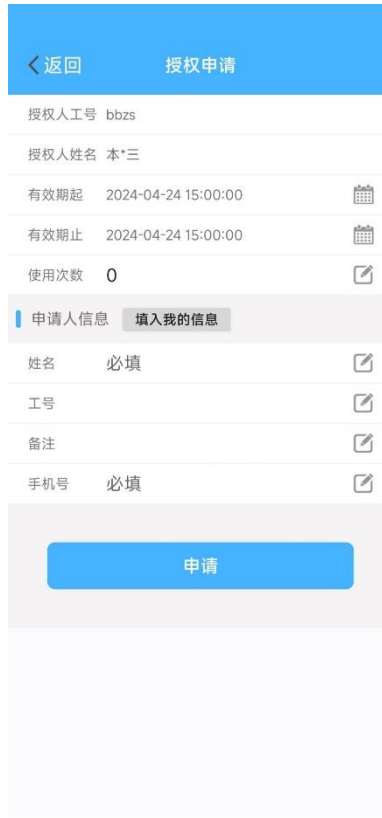 返回 授权申请
授权人工号 bbzs
授权人姓名 本*三
有效期起 2024-04-24 15:00:00
有效期止 2024-04-24 15:00:00
使用次数 0
申请人信息 填入我的信息
姓名 必填
工号
备注
手机号 必填
申请